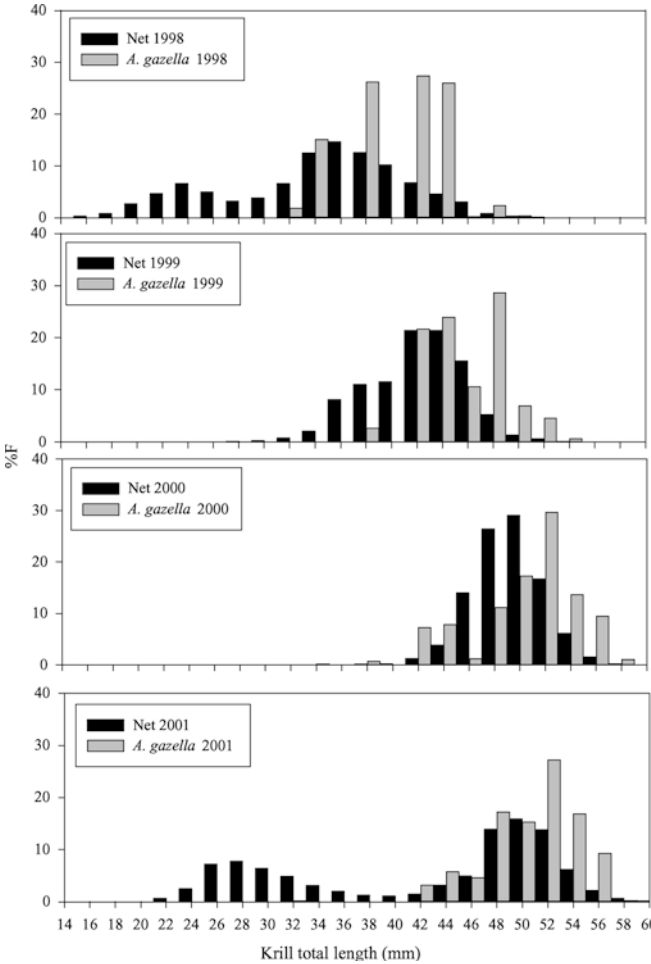 40
30
20
10
0
Net 1998
A. gazella 1998
40
30
20
10
0
Net 1999
A. gazella 1999
%F
40
30
20
10
0
Net 2000
A. gazella 2000
40
30
20
10
0
Net 2001
A. gazella 2001
14 16 18 20 22 24 26 28 30 32 34 36 38 40 42 44 46 48 50 52 54 56 58 60
Krill total length (mm)